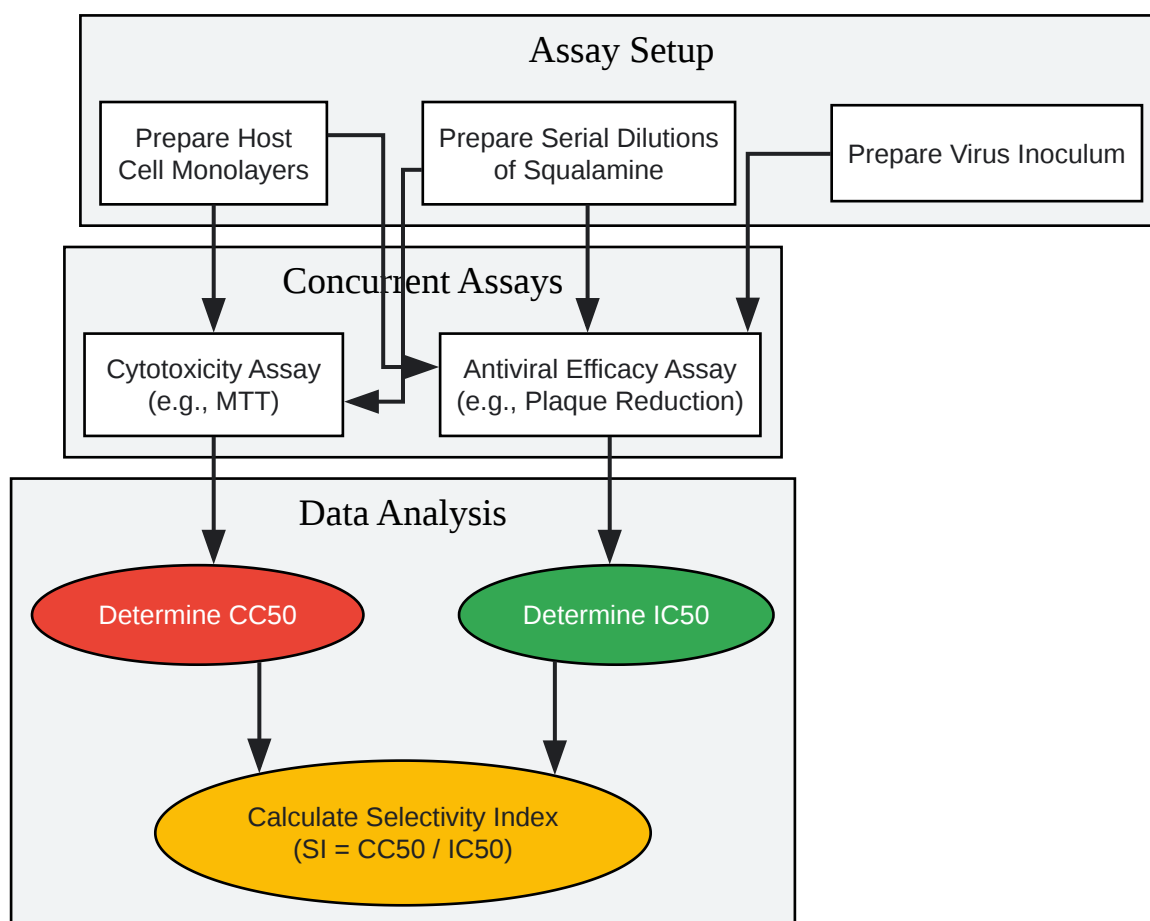 Assay Setup
Prepare Host
Cell Monolayers
Prepare Serial Dilutions
of Squalamine
Prepare Virus Inoculum
Concurrent Assays
Cytotoxicity Assay
(e.g., MTT)
Antiviral Efficacy Assay
(e.g., Plaque Reduction)
Data Analysis
Determine CC50
Determine IC50
Calculate Selectivity Index
(SI = CC50 / IC50)